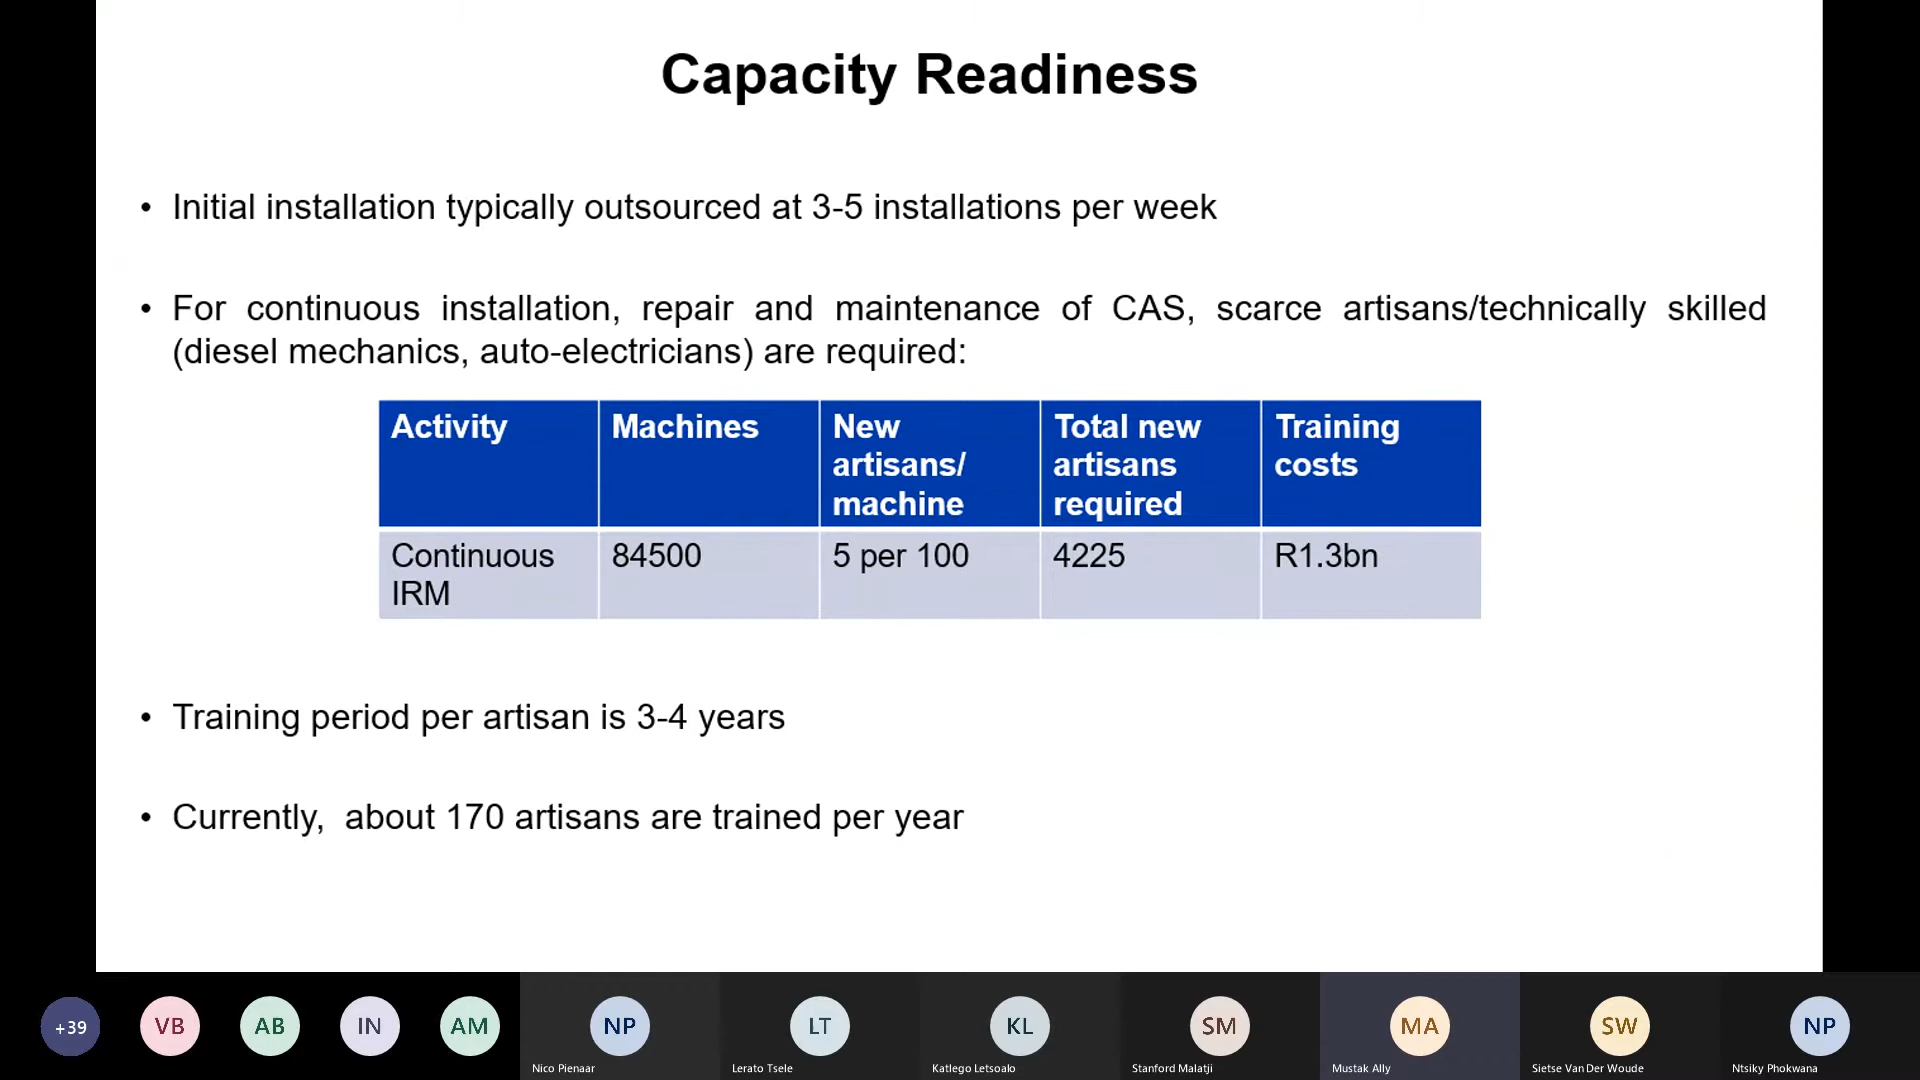 Capacity Readiness
• Initial installation typically outsourced at 3-5 installations per week
• For continuous installation, repair and maintenance of CAS, scarce artisans/technically skilled
(diesel mechanics, auto-electricians) are required:
Activity Machines New artisans/ machine Total new artisans required Training costs
Continuous IRM 84500 5 per 100 4225 R1.3bn
• Training period per artisan is 3-4 years
• Currently,  about 170 artisans are trained per year
+39 VB AB IN AM NP LT KL SM MA SW NP
Nico Pienaar Lerato Tsele Katlego Letsoalo Stanford Malatji Mustak Ally Sietse Van Der Woude Ntsiky Phokwana